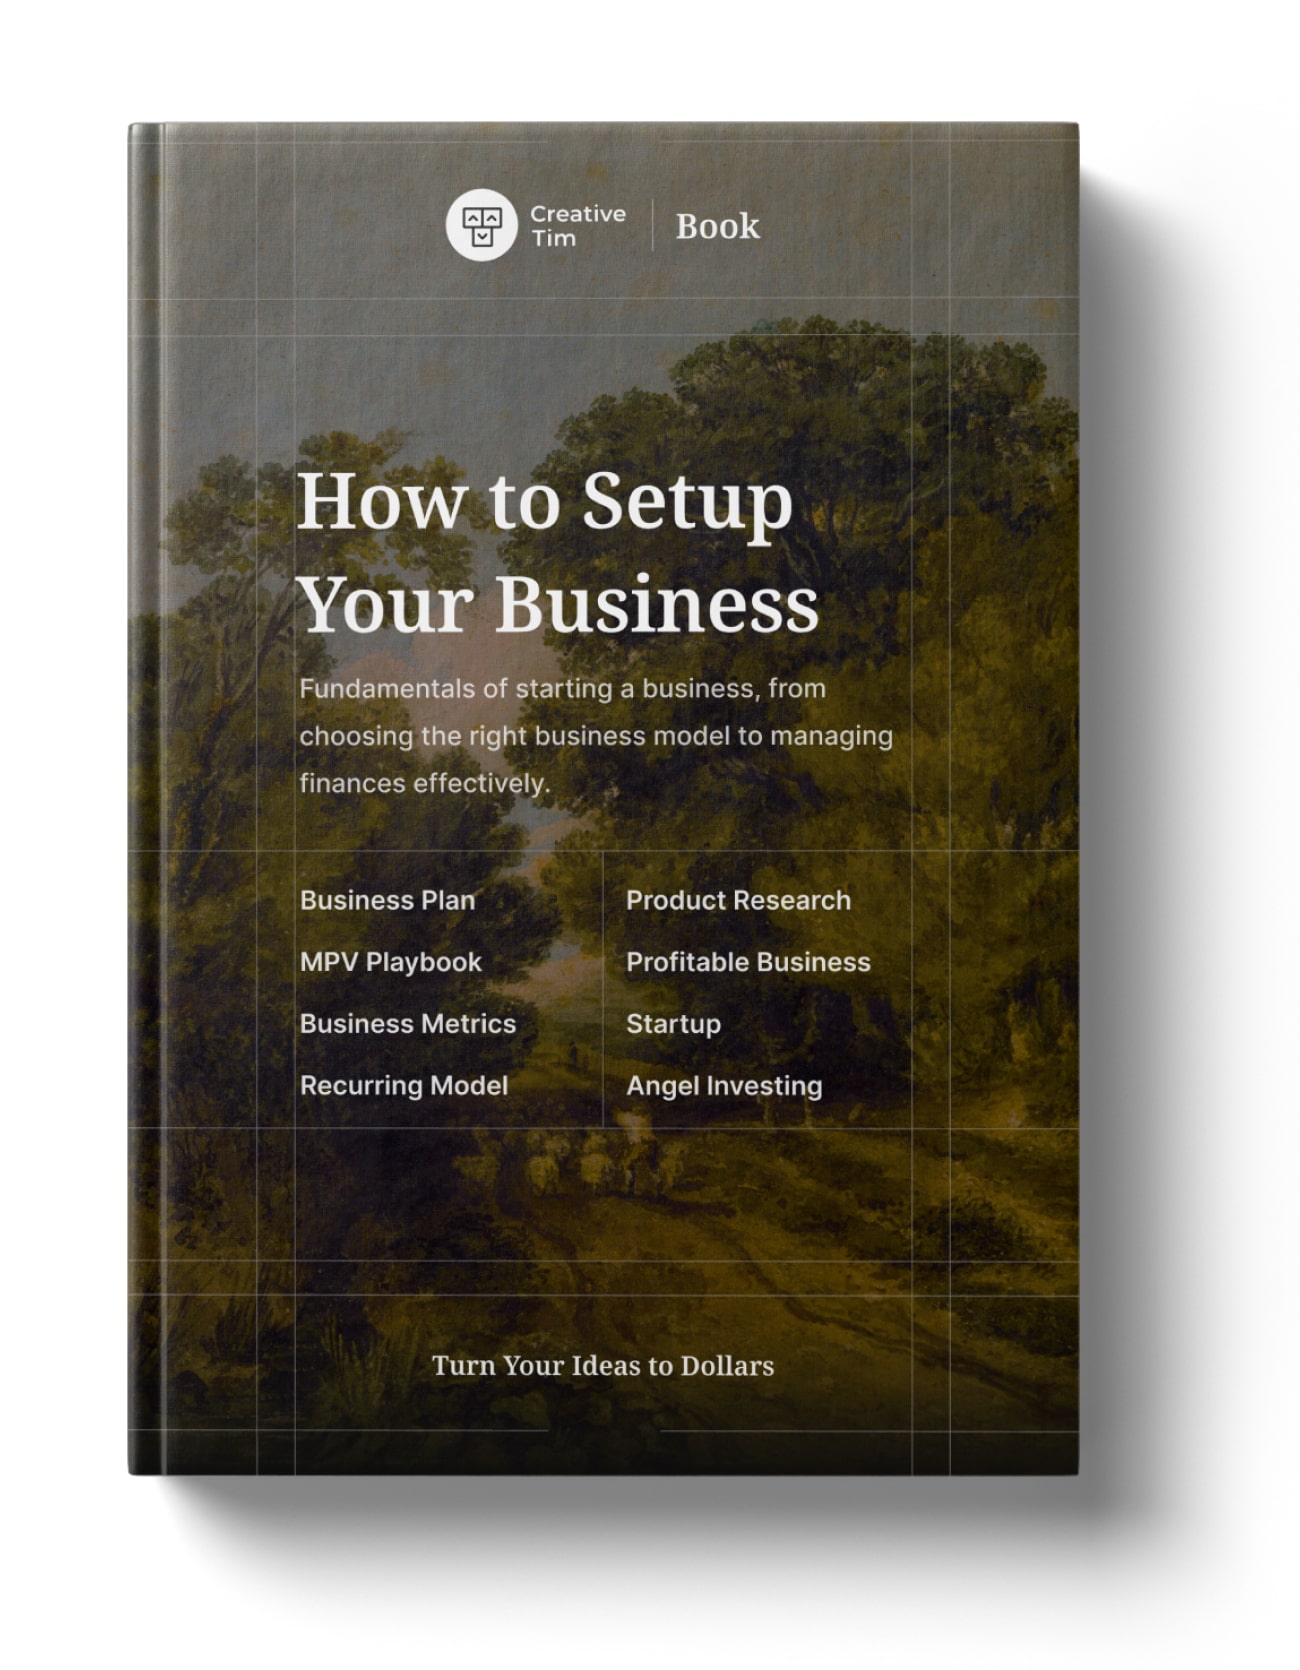 Creative
Tim
Book
How to Setup
Your Business
Fundamentals of starting a business, from
choosing the right business model to managing
finances effectively.
Business Plan
MPV Playbook
Business Metrics
Recurring Model
Product Research
Profitable Business
Startup
Angel Investing
Turn Your Ideas to Dollars